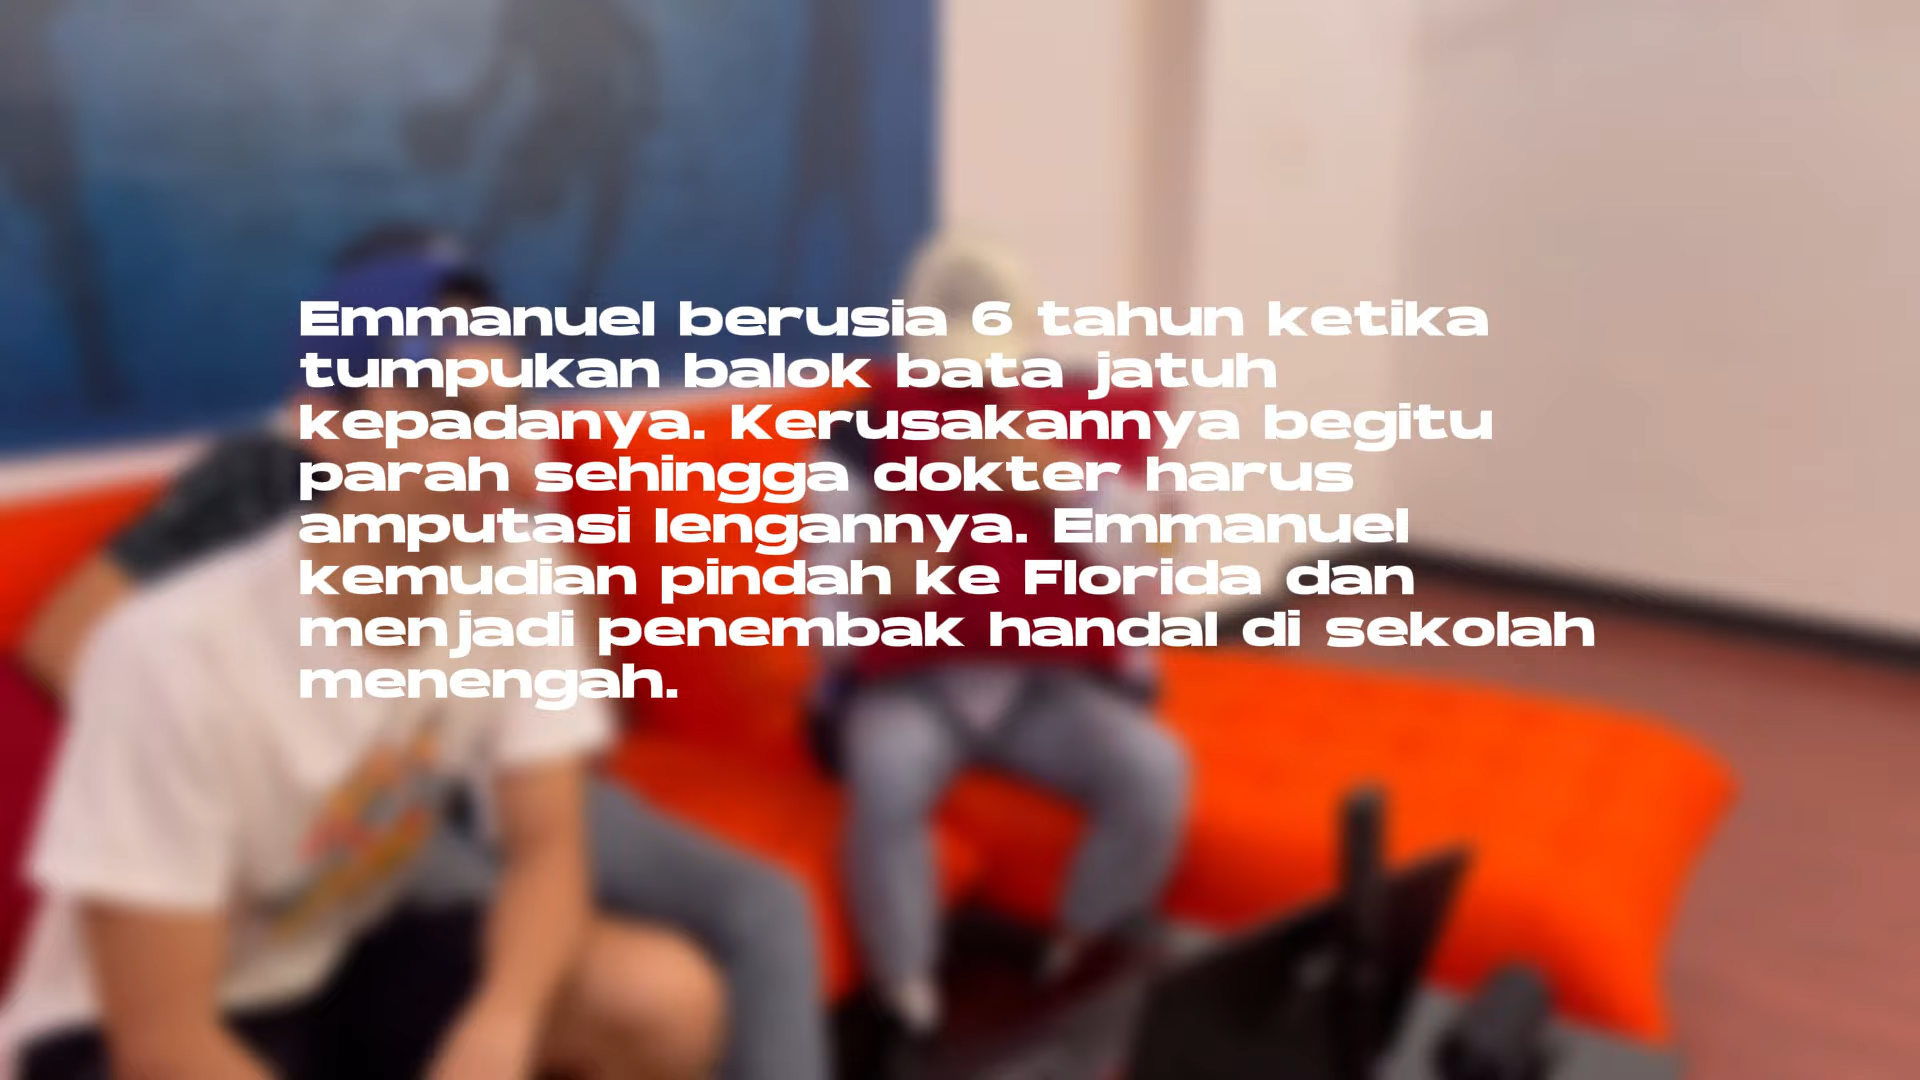 Emmanuel berusia 6 tahun ketika
tumpukan balok bata jatuh
kepadanya. Kerusakannya begitu
parah sehingga dokter harus
amputasi lengannya. Emmanuel
kemudian pindah ke Florida dan
menjadi penembak handal di sekolah
menengah.